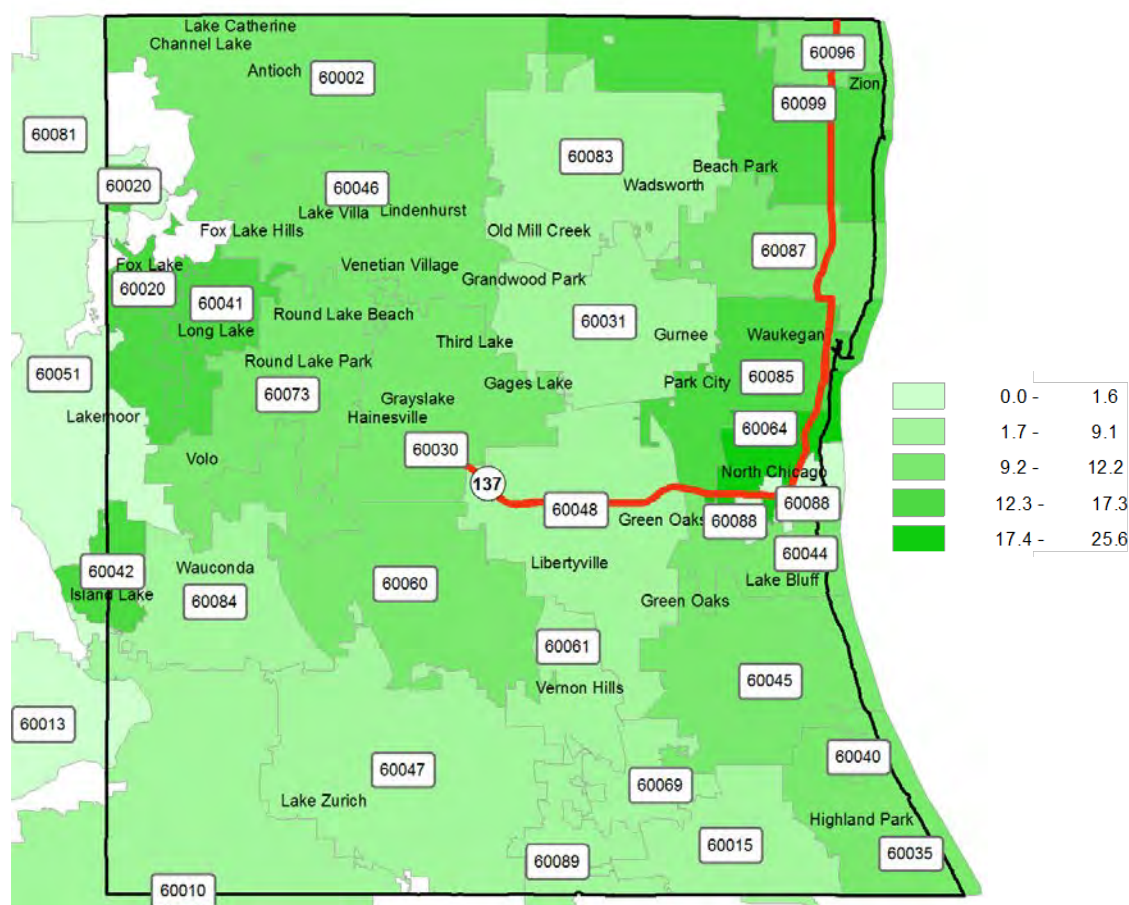 Lake Catherine
Channel Lake
60096
Antioch
60002
Zion
60099
60081
60083
Beach Park
60020
60046
Wadsworth
Lake Villa
Lindenhurst
Fox Lake Hills
Old Mill Creek
60087
Fox Lake
Venetian Village
Grandwood Park
60020
60041
Round Lake Beach
60031
Long Lake
Gurnee
Waukegan
Third Lake
Round Lake Park
60051
60085
Gages Lake
Park City
60073
Grayslake
Lakemoor
Hainesville
60064
60030
Volo
North Chicago
137
60088
60048
Green Oaks
60088
60044
Libertyville
60042
Wauconda
Lake Bluff
60060
Island Lake
60084
Green Oaks
60061
60045
Vernon Hills
60013
60040
60047
60069
Lake Zurich
Highland Park
60015
60035
60089
60010
0.0 - 1.6
1.7 - 9.1
9.2 - 12.2
12.3 - 17.3
17.4 - 25.6